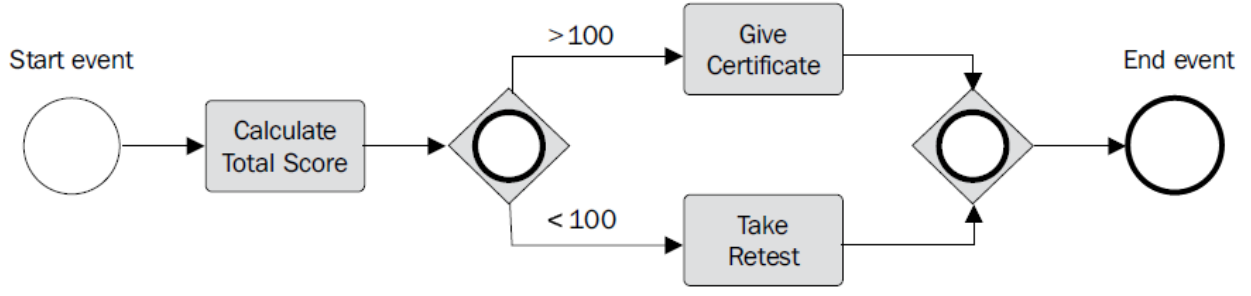 Start event
Calculate
Total Score
>100
Give
Certificate
<100
Take
Retest
End event